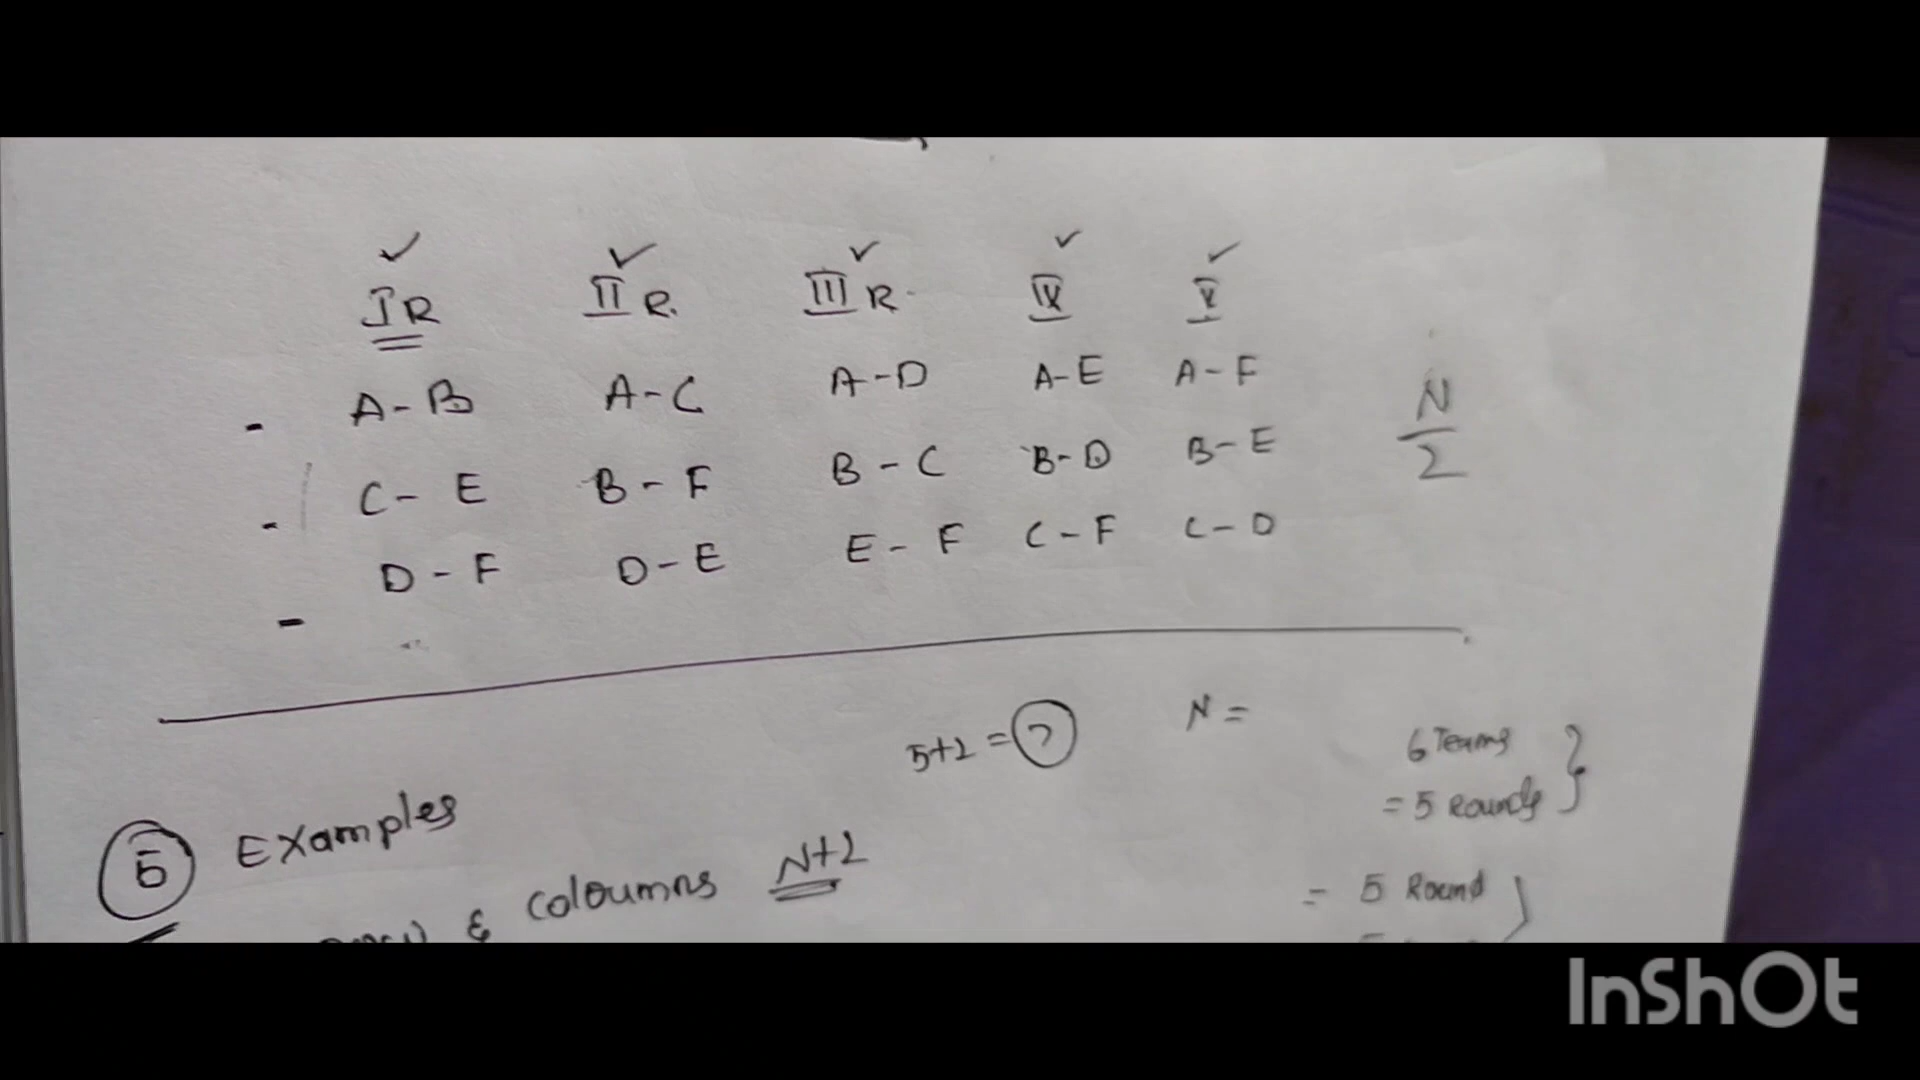 I R II R. III R. IV V
A-B A-C A-D A-E A-F
C-E B-F B-C B-D B-E
D-F D-E E-F C-F C-D
N
2
5+2 = 7 N =
6 Teams
= 5 Rounds
5 Examples
& coloumns N+2
= 5 Round
InShOt